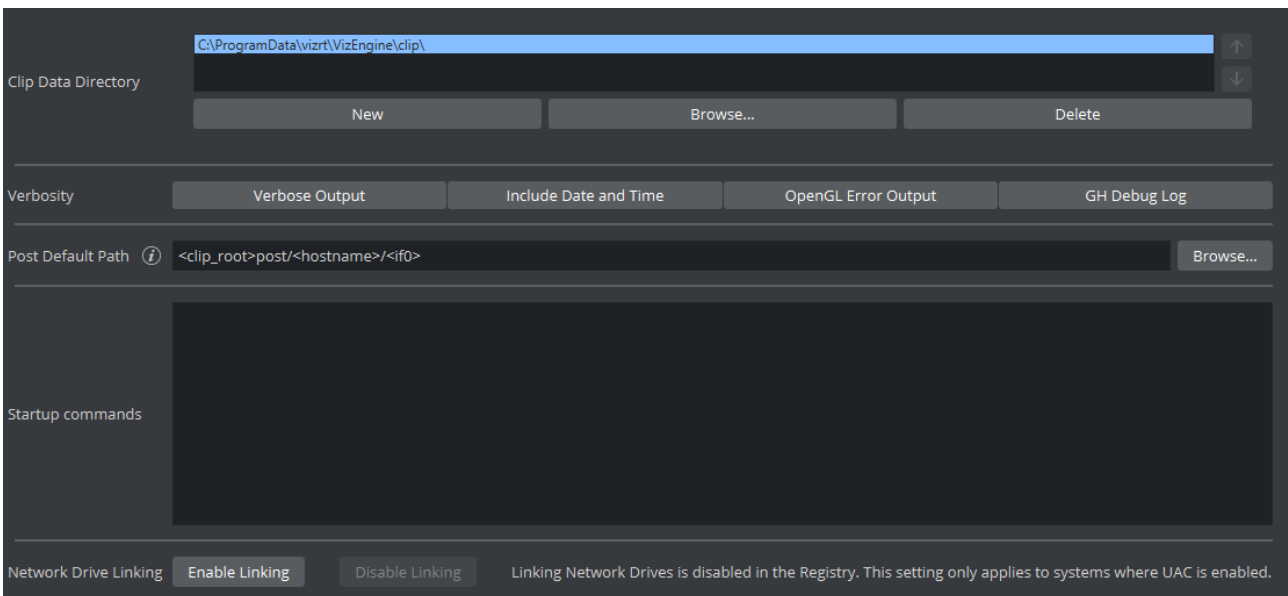 C:\ProgramData\vizrt\VizEngine\clip\
Clip Data Directory
New Browse... Delete
Verbosity Verbose Output Include Date and Time OpenGL Error Output GH Debug Log
Post Default Path i <clip_root>post/<hostname>/<if0> Browse...
Startup commands
Network Drive Linking Enable Linking Disable Linking Linking Network Drives is disabled in the Registry. This setting only applies to systems where UAC is enabled.